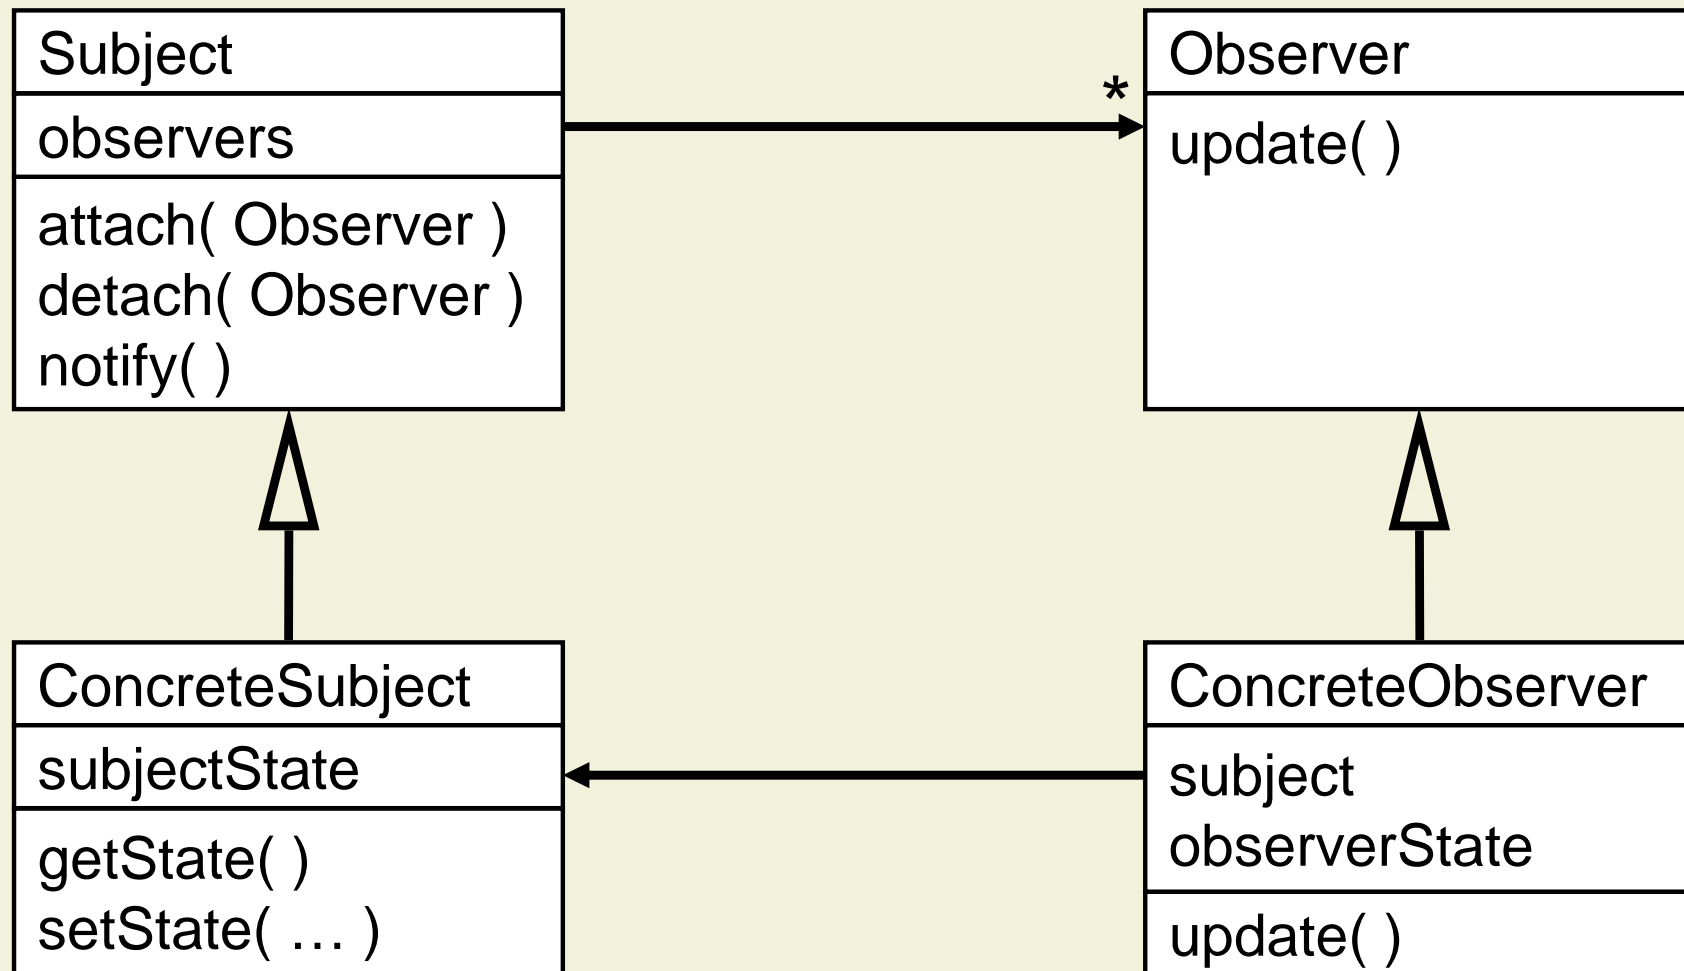 Subject
observers
attach( Observer )
detach( Observer )
notify( )
*
Observer
update( )
ConcreteSubject
subjectState
getState( )
setState( … )
ConcreteObserver
subject
observerState
update( )